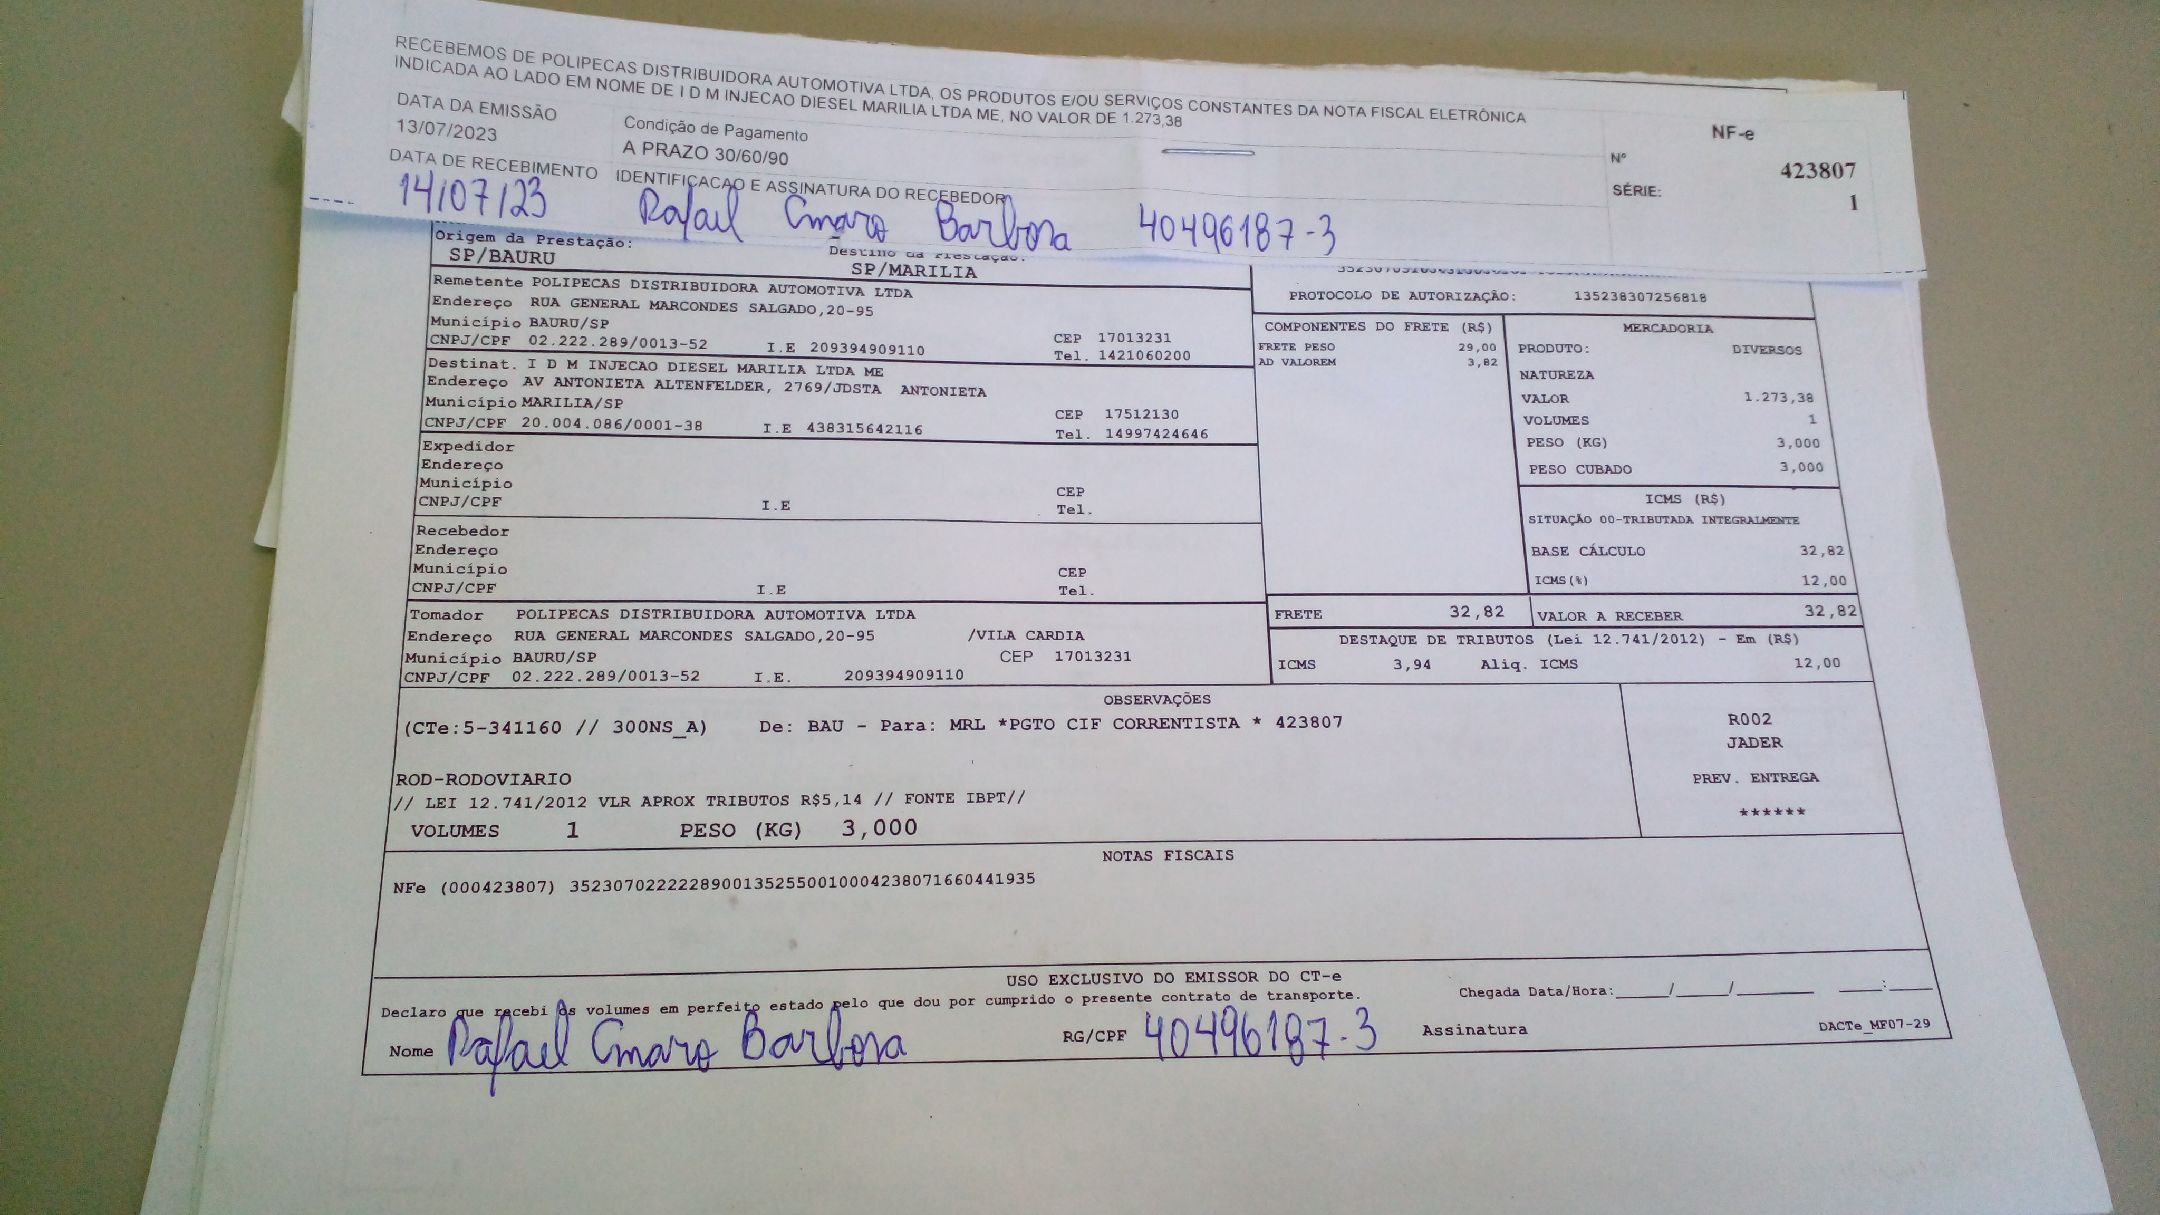 RECEBEMOS DE POLIPECAS DISTRIBUIDORA AUTOMOTIVA LTDA, OS PRODUTOS E/OU SERVIÇOS CONSTANTES DA NOTA FISCAL ELETRÔNICA
INDICADA AO LADO EM NOME DE I D M INJECAO DIESEL MARILIA LTDA ME, NO VALOR DE 1.273,38
DATA DA EMISSÃO
13/07/2023
Condição de Pagamento
A PRAZO 30/60/90
NF-e
Nº 423807
SÉRIE: 1
DATA DE RECEBIMENTO IDENTIFICACAO E ASSINATURA DO RECEBEDOR
14/07/23 Rafael Cmaro Barbosa 40496187-3
Origem da Prestação: Destino da Prestação:
SP/BAURU SP/MARILIA
Remetente POLIPECAS DISTRIBUIDORA AUTOMOTIVA LTDA
Endereço RUA GENERAL MARCONDES SALGADO,20-95
Município BAURU/SP CEP 17013231
CNPJ/CPF 02.222.289/0013-52 I.E 209394909110 Tel. 1421060200
Destinat. I D M INJECAO DIESEL MARILIA LTDA ME
Endereço AV ANTONIETA ALTENFELDER, 2769/JDSTA ANTONIETA
Município MARILIA/SP CEP 17512130
CNPJ/CPF 20.004.086/0001-38 I.E 438315642116 Tel. 14997424646
Expedidor
Endereço
Município CEP
CNPJ/CPF I.E Tel.
Recebedor
Endereço
Município CEP
CNPJ/CPF I.E Tel.
Tomador POLIPECAS DISTRIBUIDORA AUTOMOTIVA LTDA
Endereço RUA GENERAL MARCONDES SALGADO,20-95 /VILA CARDIA
Município BAURU/SP CEP 17013231
CNPJ/CPF 02.222.289/0013-52 I.E. 209394909110
PROTOCOLO DE AUTORIZAÇÃO: 135238307256818
COMPONENTES DO FRETE (R$)
FRETE PESO 29,00
AD VALOREM 3,82
MERCADORIA
PRODUTO: DIVERSOS
NATUREZA
VALOR 1.273,38
VOLUMES 1
PESO (KG) 3,000
PESO CUBADO 3,000
ICMS (R$)
SITUAÇÃO 00-TRIBUTADA INTEGRALMENTE
BASE CÁLCULO 32,82
ICMS(%) 12,00
FRETE 32,82 VALOR A RECEBER 32,82
DESTAQUE DE TRIBUTOS (Lei 12.741/2012) - Em (R$)
ICMS 3,94 Aliq. ICMS 12,00
OBSERVAÇÕES
(CTe:5-341160 // 300NS_A) De: BAU - Para: MRL *PGTO CIF CORRENTISTA * 423807
ROD-RODOVIARIO
// LEI 12.741/2012 VLR APROX TRIBUTOS R$5,14 // FONTE IBPT//
VOLUMES 1 PESO (KG) 3,000
R002
JADER
PREV. ENTREGA
******
NOTAS FISCAIS
NFe (000423807) 35230702222289001352550010004238071660441935
USO EXCLUSIVO DO EMISSOR DO CT-e
Declaro que recebi os volumes em perfeito estado pelo que dou por cumprido o presente contrato de transporte. Chegada Data/Hora:_____/_____/_______ ____:____
Nome Rafael Cmaro Barbosa RG/CPF 40496187-3 Assinatura DACTe_MF07-29